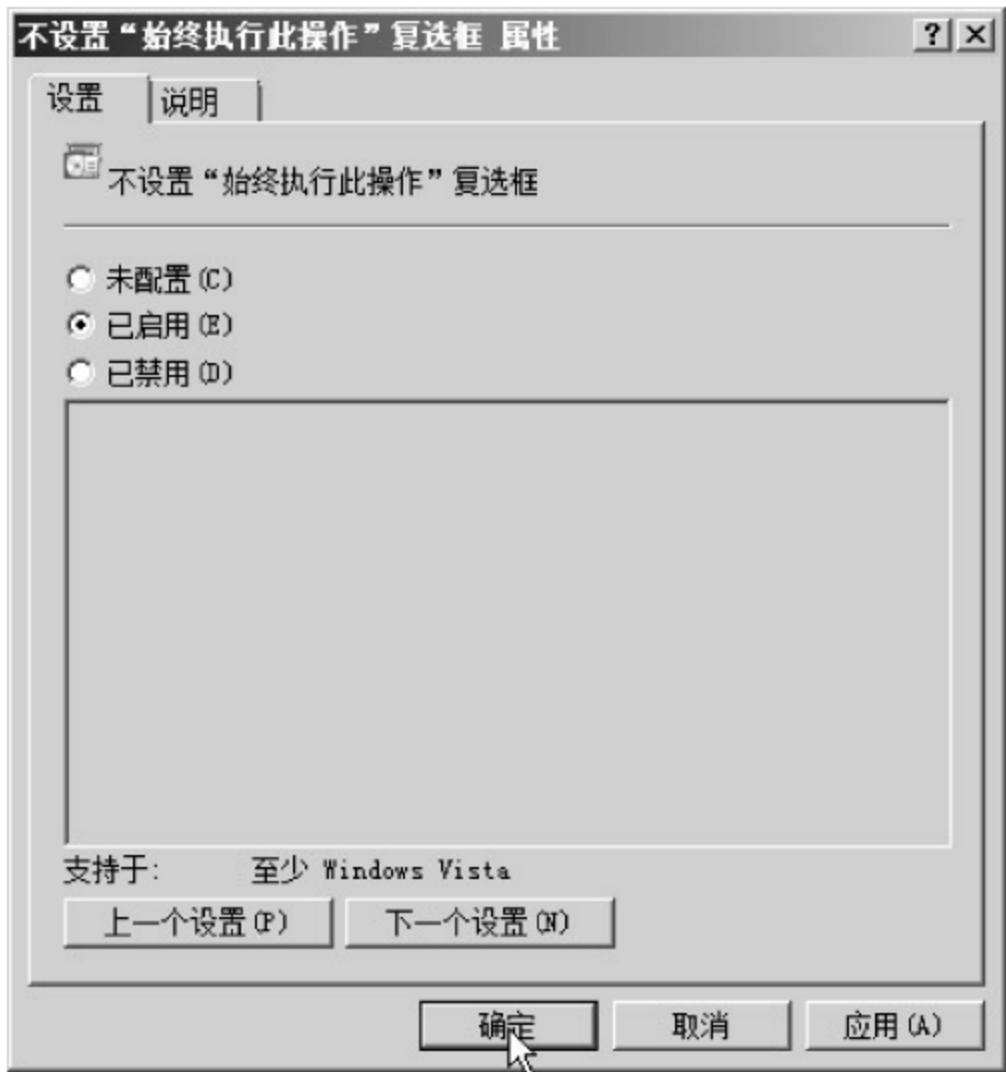 不设置“始终执行此操作”复选框 属性
设置 说明
不设置“始终执行此操作”复选框
未配置(C)
已启用(E)
已禁用(D)
支持于: 至少 Windows Vista
上一个设置(P) 下一个设置(N)
确定 取消 应用(A)